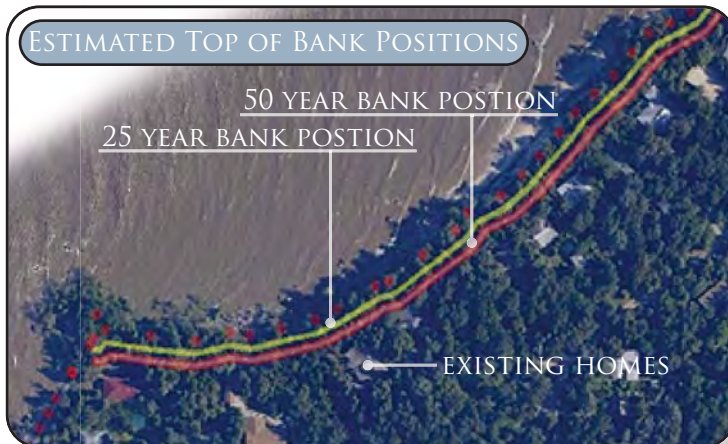 Estimated Top of Bank Positions
50 year bank postion
25 year bank postion
existing homes